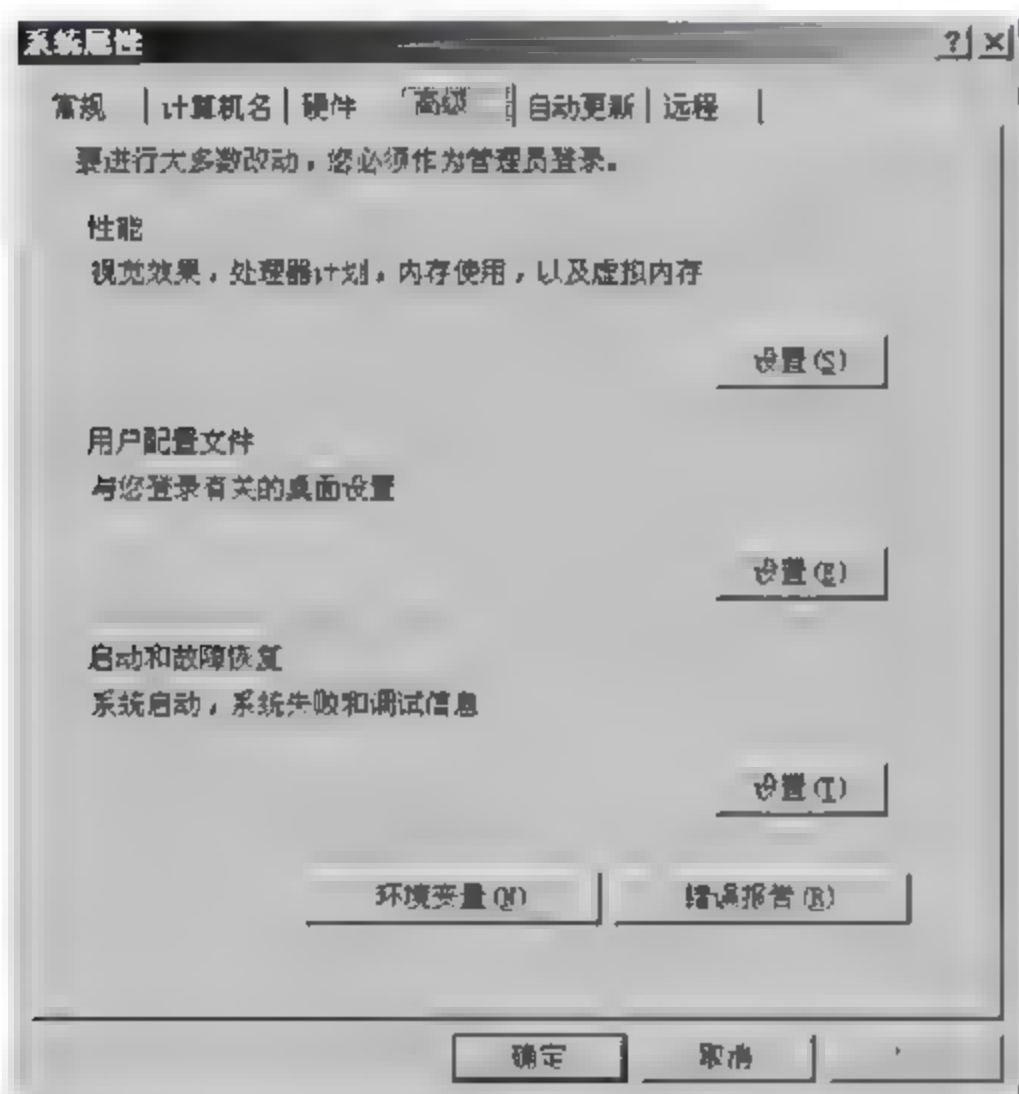 系统属性
常规 计算机名 硬件 高级 自动更新 远程
要进行大多数改动，您必须作为管理员登录。
性能
视觉效果，处理器计划，内存使用，以及虚拟内存
设置(S)
用户配置文件
与您登录有关的桌面设置
设置(E)
启动和故障恢复
系统启动，系统失败和调试信息
设置(T)
环境变量(N) 错误报告(R)
确定 取消